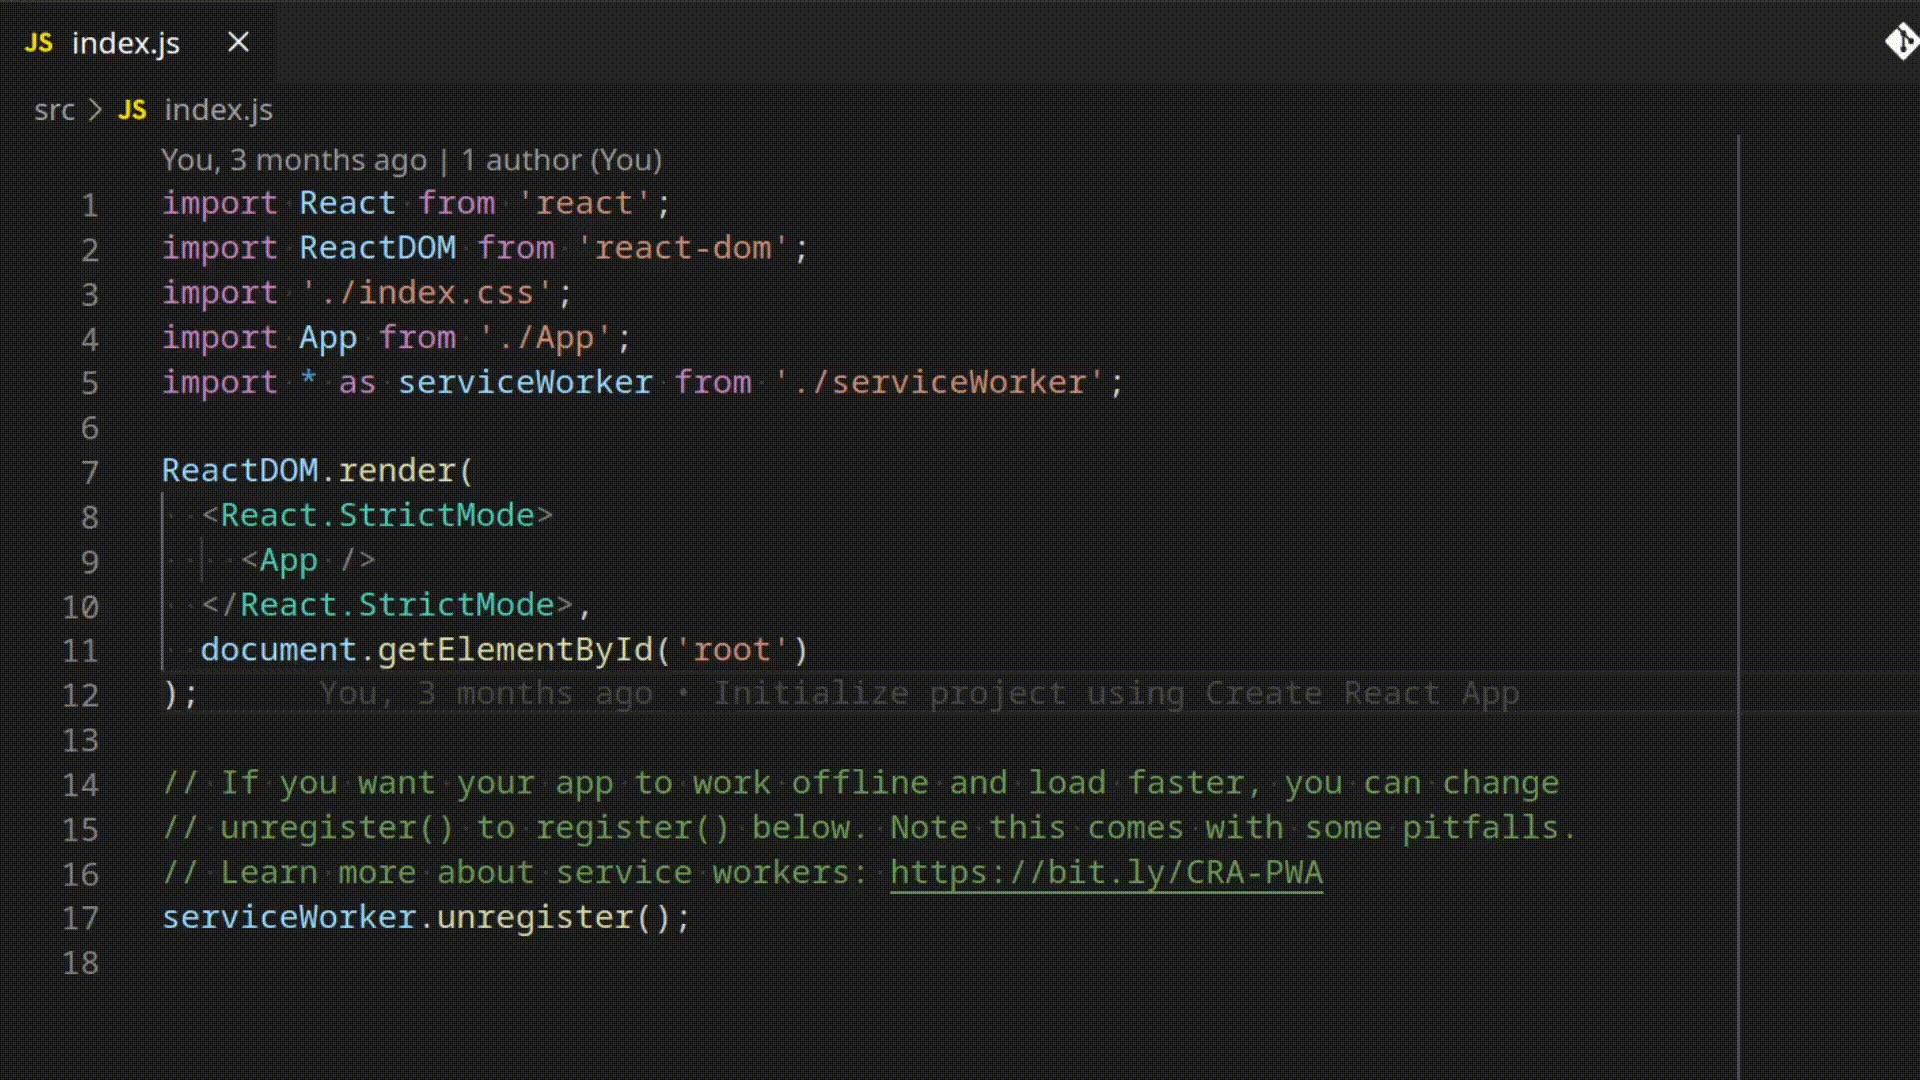 JS index.js ×
src > JS index.js
You, 3 months ago | 1 author (You)
1 import React from 'react';
2 import ReactDOM from 'react-dom';
3 import './index.css';
4 import App from './App';
5 import * as serviceWorker from './serviceWorker';
6
7 ReactDOM.render(
8   <React.StrictMode>
9     <App />
10   </React.StrictMode>,
11   document.getElementById('root')
12 ); You, 3 months ago • Initialize project using Create React App
13
14 // If you want your app to work offline and load faster, you can change
15 // unregister() to register() below. Note this comes with some pitfalls.
16 // Learn more about service workers: https://bit.ly/CRA-PWA
17 serviceWorker.unregister();
18